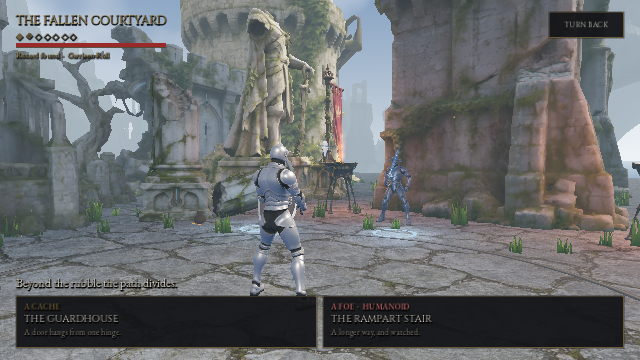 THE FALLEN COURTYARD
TURN BACK
Beyond the rubble the path divides.
A CACHE
THE GUARDHOUSE
A door hangs from one hinge.
A FOE - HUMANOID
THE RAMPART STAIR
A longer way, and watched.